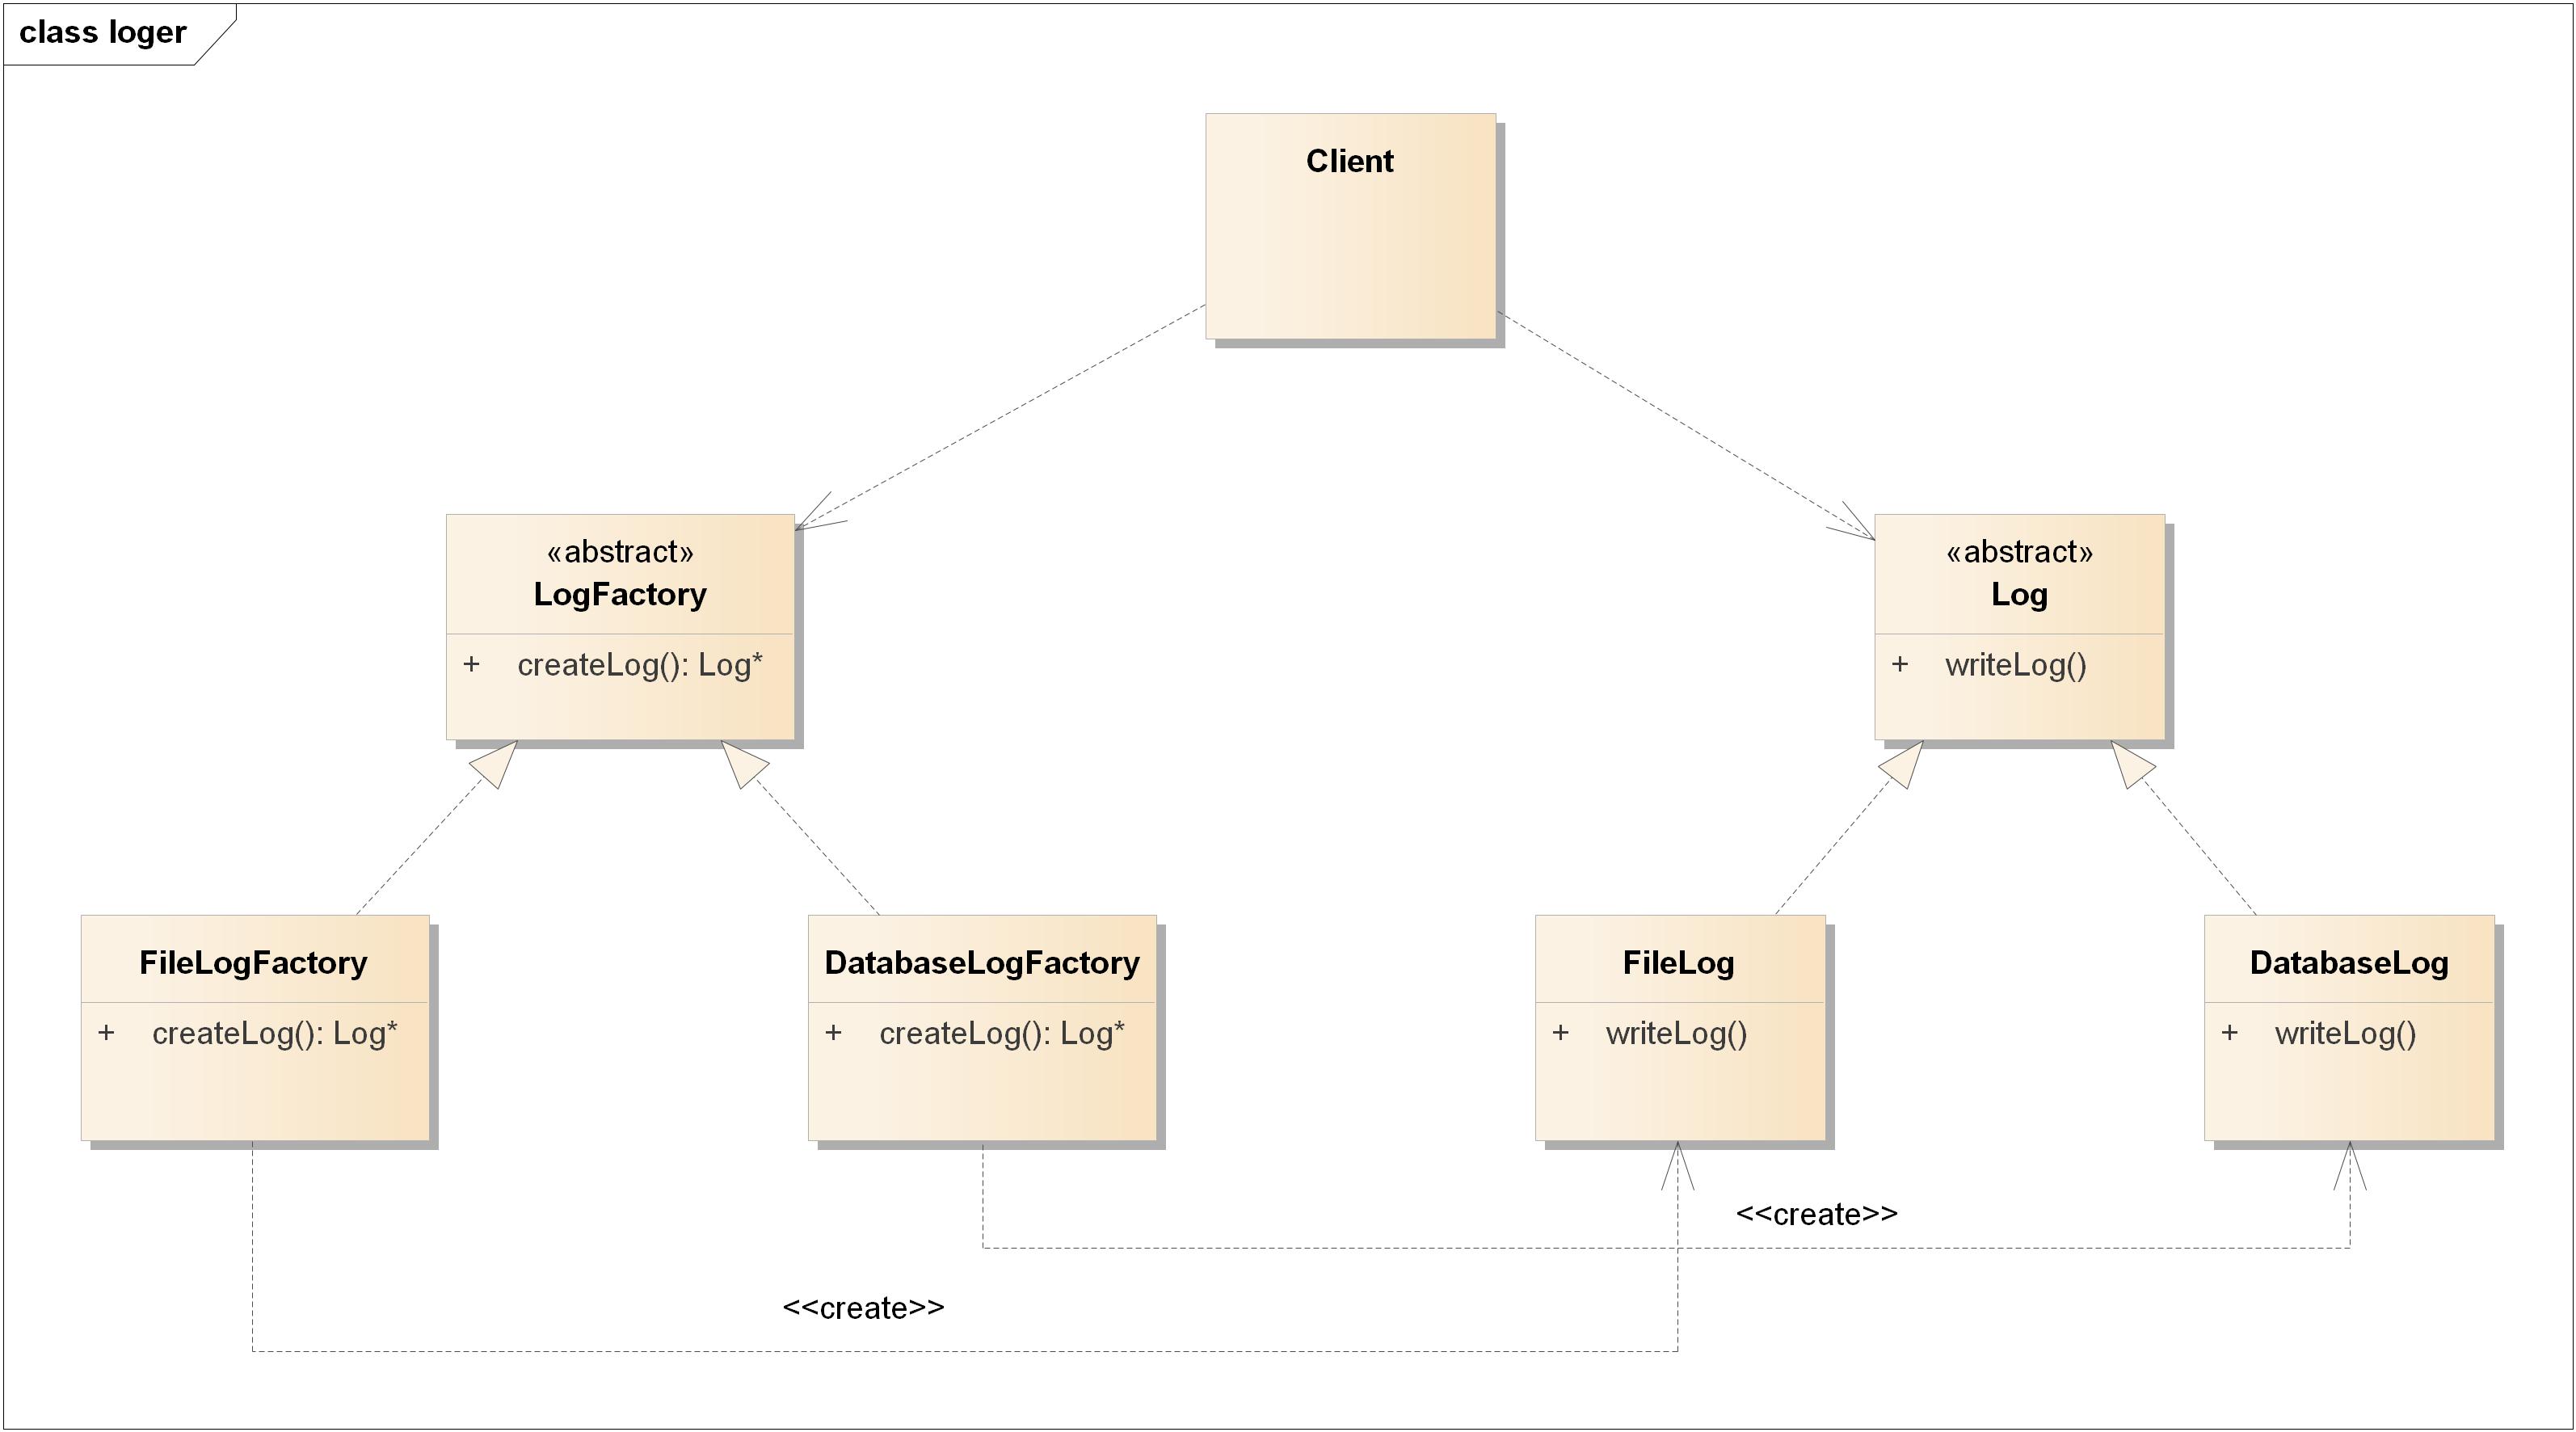 class loger
Client
«abstract»
LogFactory
+ createLog(): Log*
«abstract»
Log
+ writeLog()
FileLogFactory
+ createLog(): Log*
DatabaseLogFactory
+ createLog(): Log*
FileLog
+ writeLog()
DatabaseLog
+ writeLog()
<<create>>
<<create>>